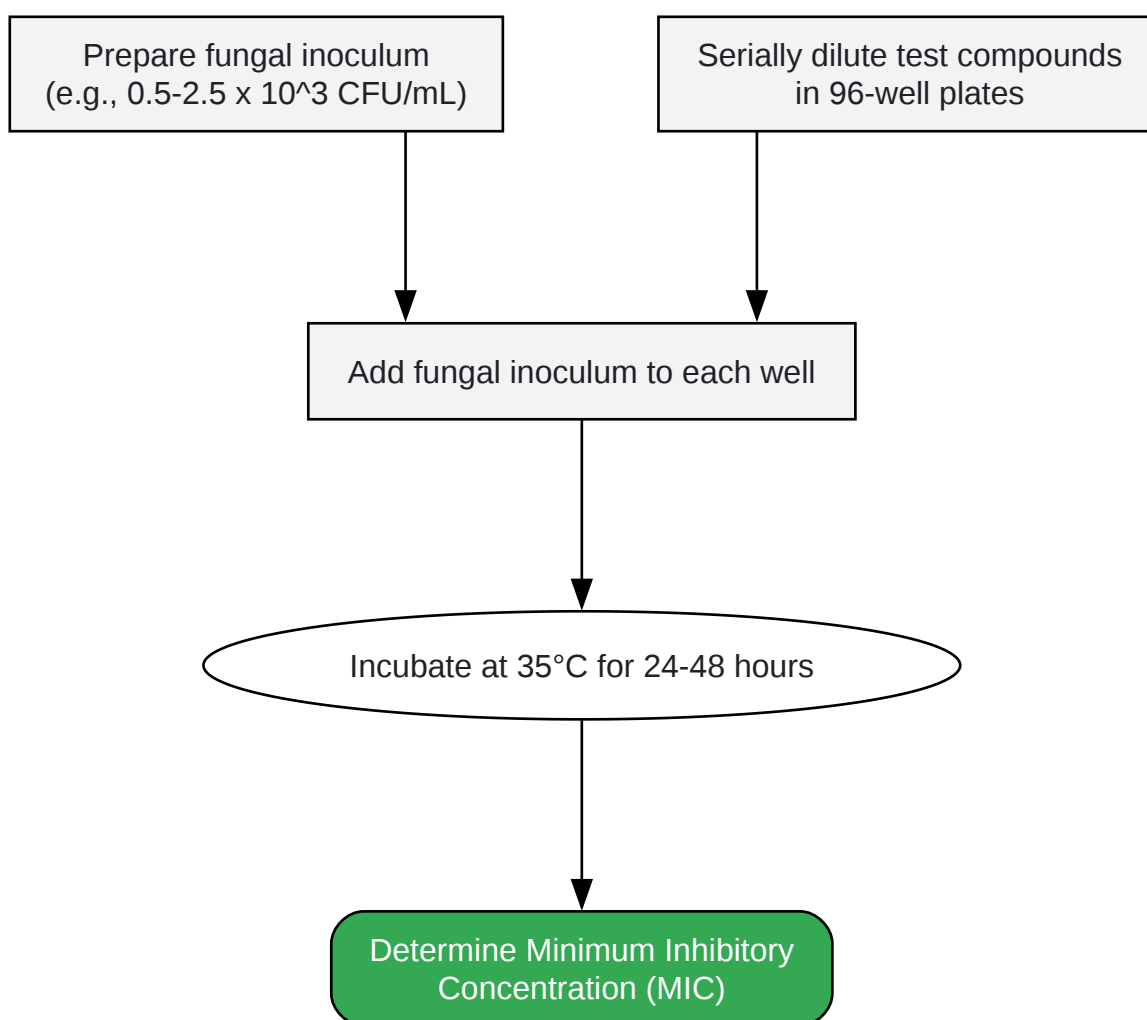 Prepare fungal inoculum
(e.g., 0.5-2.5 x 10^3 CFU/mL)
Serially dilute test compounds
in 96-well plates
Add fungal inoculum to each well
Incubate at 35°C for 24-48 hours
Determine Minimum Inhibitory
Concentration (MIC)